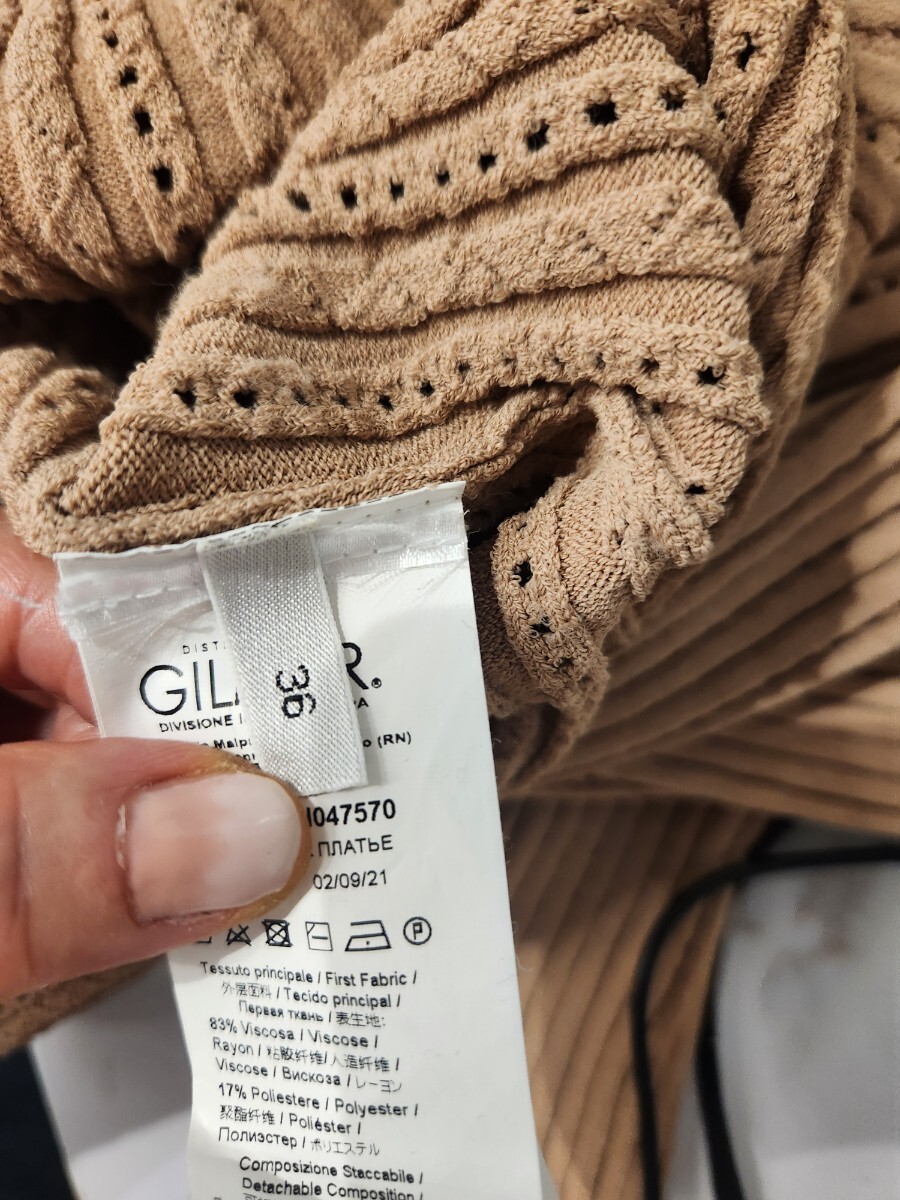 36
DIST
GIL R®
DIVISIONE I PA
Malp o (RN)
047570
ПЛАТЬЕ
02/09/21
Tessuto principale / First Fabric /
外层面料 / Tecido principal /
Первая ткань / 表生地:
83% Viscosa / Viscose /
Rayon / 粘胶纤维/人造纤维 /
Viscose / Вискоза / レーヨン
17% Poliestere / Polyester /
聚酯纤维 / Poliéster /
Полиэстер / ポリエステル
Composizione Staccabile /
Detachable Composition /